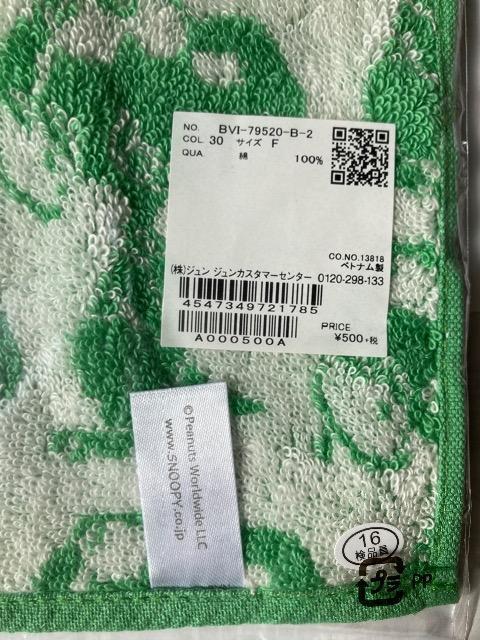 NO. BVI-79520-B-2
COL. 30 サイズ F
QUA 綿 100%
CO.NO.13818
ベトナム製
(株)ジュン ジュンカスタマーセンター 0120-298-133
4547349721785
A000500A
PRICE
¥500+税
©Peanuts Worldwide LLC
www.SNOOPY.co.jp
16
検品済
プラ PP